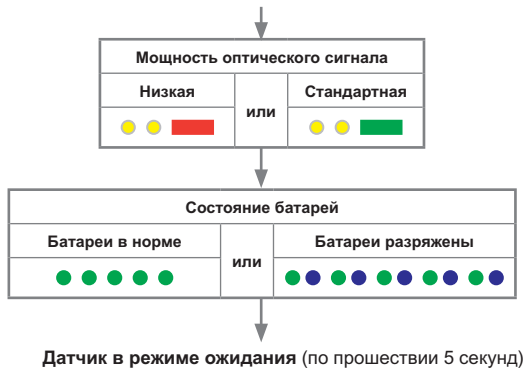 Мощность оптического сигнала
Низкая
или
Стандартная
Состояние батарей
Батареи в норме
или
Батареи разряжены
Датчик в режиме ожидания (по прошествии 5 секунд)